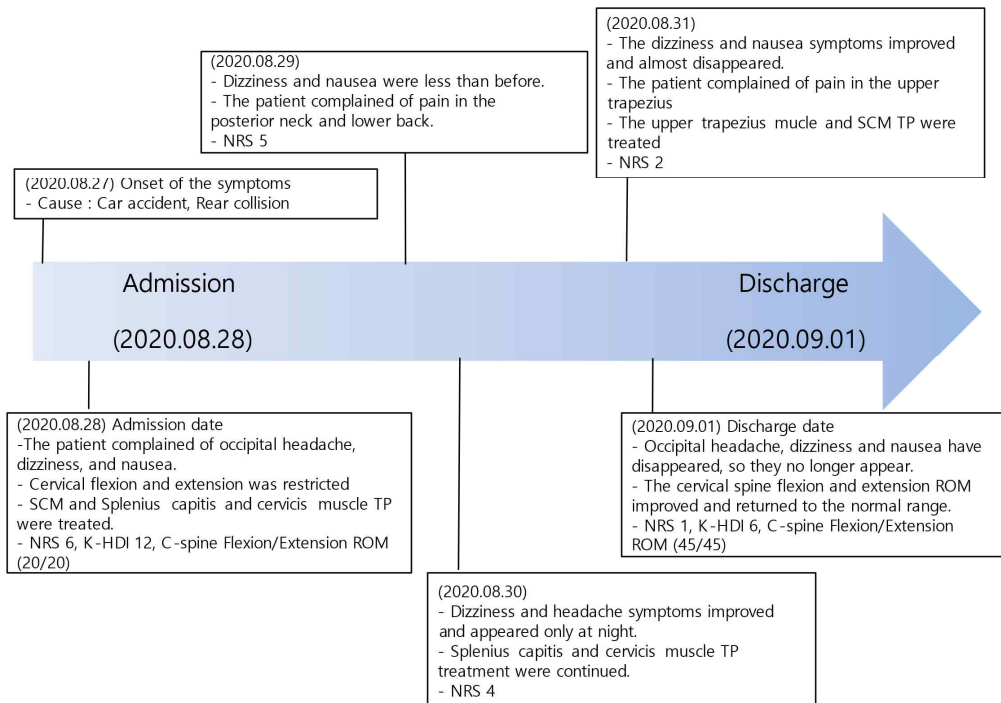 (2020.08.27) Onset of the symptoms
- Cause : Car accident, Rear collision
(2020.08.29)
- Dizziness and nausea were less than before.
- The patient complained of pain in the
posterior neck and lower back.
- NRS 5
(2020.08.31)
- The dizziness and nausea symptoms improved
and almost disappeared.
- The patient complained of pain in the upper
trapezius
- The upper trapezius mucle and SCM TP were
treated
- NRS 2
Admission
(2020.08.28)
Discharge
(2020.09.01)
(2020.08.28) Admission date
-The patient complained of occipital headache,
dizziness, and nausea.
- Cervical flexion and extension was restricted
- SCM and Splenius capitis and cervicis muscle TP
were treated.
- NRS 6, K-HDI 12, C-spine Flexion/Extension ROM
(20/20)
(2020.08.30)
- Dizziness and headache symptoms improved
and appeared only at night.
- Splenius capitis and cervicis muscle TP
treatment were continued.
- NRS 4
(2020.09.01) Discharge date
- Occipital headache, dizziness and nausea have
disappeared, so they no longer appear.
- The cervical spine flexion and extension ROM
improved and returned to the normal range.
- NRS 1, K-HDI 6, C-spine Flexion/Extension
ROM (45/45)